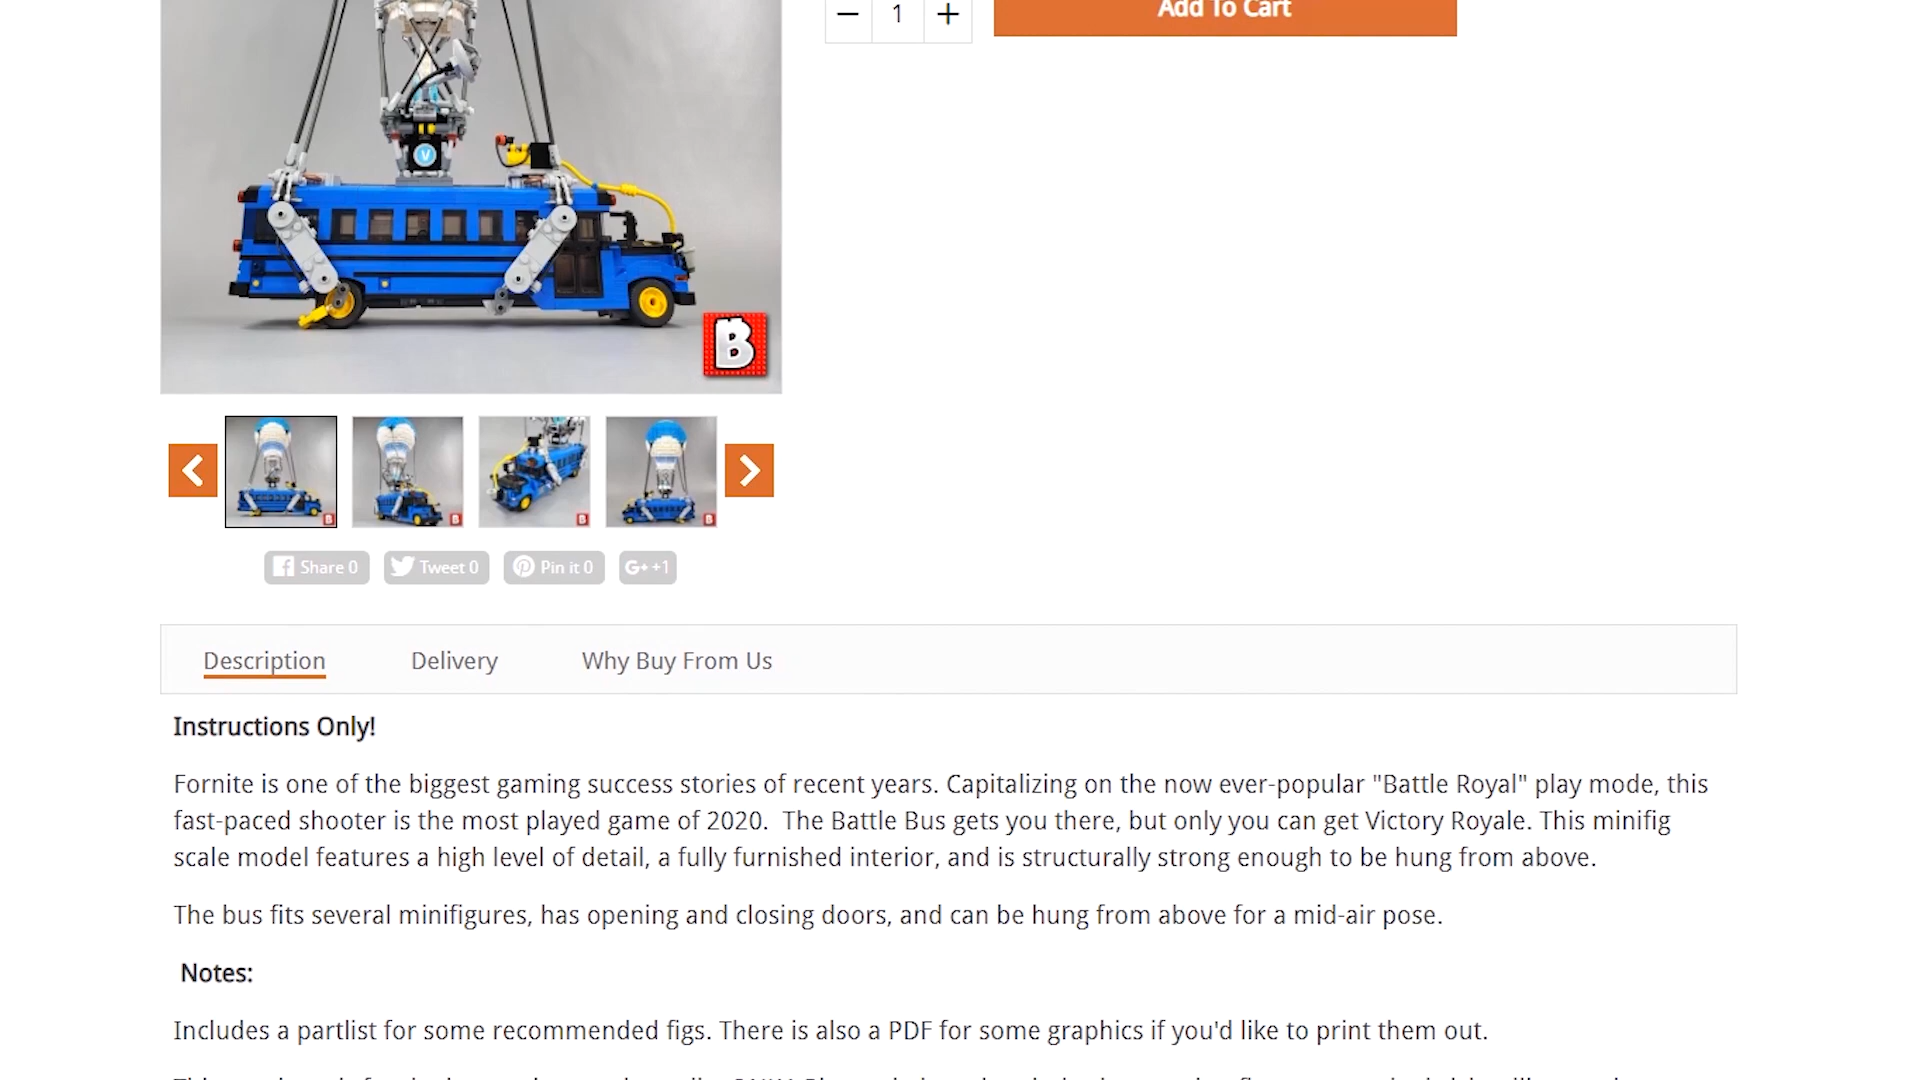 1
Add To Cart
V
B
B
B
B
B
Share 0
Tweet 0
Pin it 0
G+ +1
Description
Delivery
Why Buy From Us
Instructions Only!
Fornite is one of the biggest gaming success stories of recent years. Capitalizing on the now ever-popular "Battle Royal" play mode, this
fast-paced shooter is the most played game of 2020. The Battle Bus gets you there, but only you can get Victory Royale. This minifig
scale model features a high level of detail, a fully furnished interior, and is structurally strong enough to be hung from above.
The bus fits several minifigures, has opening and closing doors, and can be hung from above for a mid-air pose.
Notes:
Includes a partlist for some recommended figs. There is also a PDF for some graphics if you'd like to print them out.